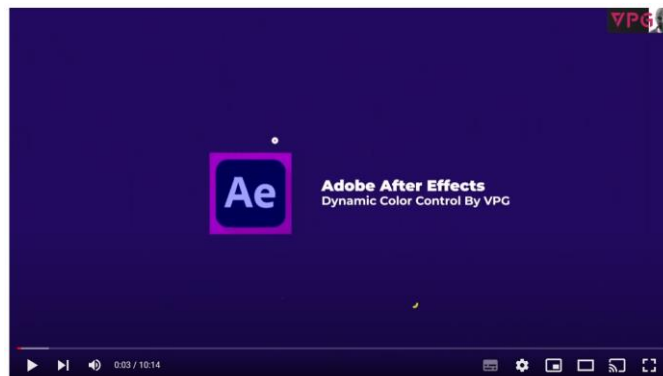 VPG
Ae
Adobe After Effects
Dynamic Color Control By VPG
0:03 / 10:14